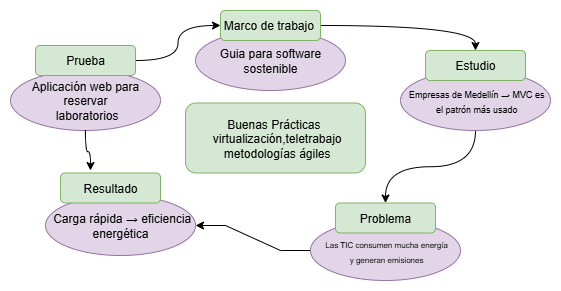 Marco de trabajo
Guia para software
sostenible
Prueba
Aplicación web para
reservar
laboratorios
Estudio
Empresas de Medellín → MVC es
el patrón más usado
Buenas Prácticas
virtualización,teletrabajo
metodologías ágiles
Resultado
Carga rápida → eficiencia
energética
Problema
Las TIC consumen mucha energía
y generan emisiones